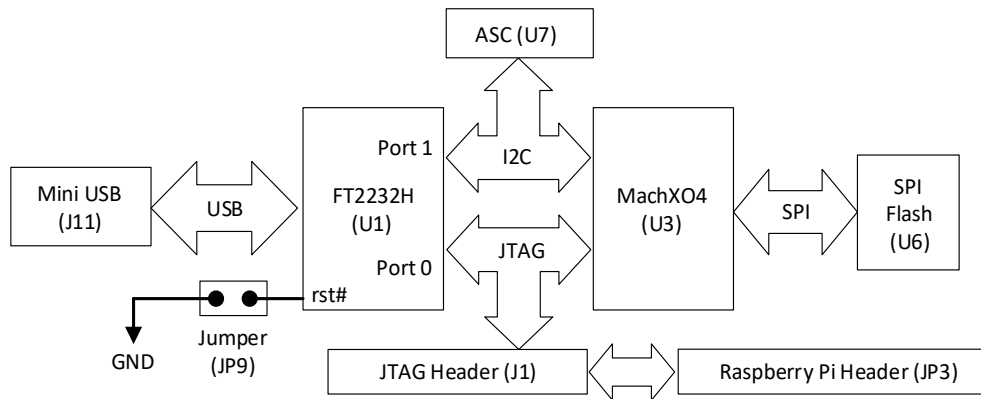 ASC (U7)
Port 1
I2C
Mini USB
(J11)
USB
FT2232H
(U1)
MachXO4
(U3)
SPI
SPI
Flash
(U6)
JTAG
Port 0
rst#
Jumper
(JP9)
GND
JTAG Header (J1)
Raspberry Pi Header (JP3)